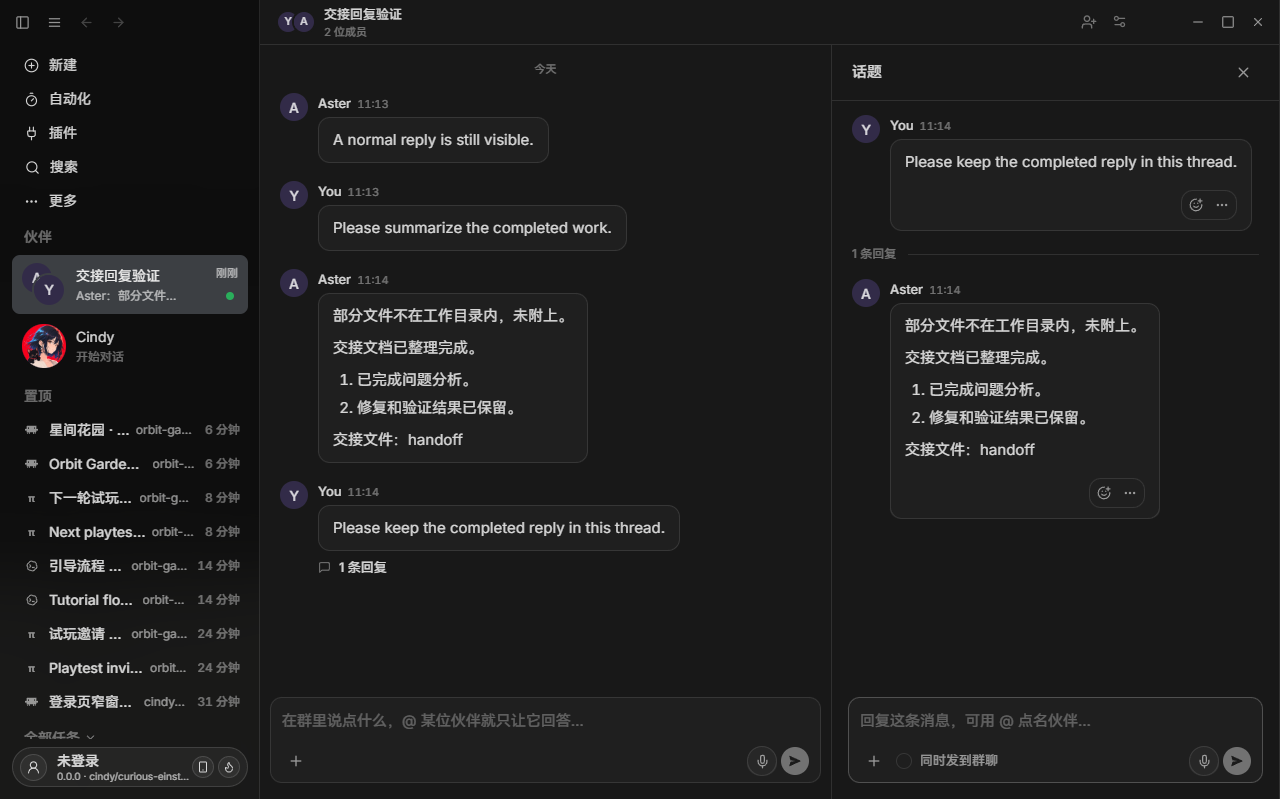 新建
自动化
插件
搜索
更多
伙伴
A Y 交接回复验证 刚刚
Aster：部分文件...
Cindy
开始对话
置顶
星间花园 · ... orbit-ga... 6 分钟
Orbit Garde... orbit-... 6 分钟
π 下一轮试玩... orbit-g... 8 分钟
π Next playtes... orbit-... 8 分钟
引导流程 ... orbit-ga... 14 分钟
Tutorial flo... orbit-... 14 分钟
π 试玩邀请 ... orbit-ga... 24 分钟
π Playtest invi... orbit... 24 分钟
登录页窄窗... cindy... 31 分钟
全部任务
未登录
0.0.0 · cindy/curious-einst...
Y A 交接回复验证
2 位成员
今天
A Aster 11:13
A normal reply is still visible.
Y You 11:13
Please summarize the completed work.
A Aster 11:14
部分文件不在工作目录内，未附上。
交接文档已整理完成。
1. 已完成问题分析。
2. 修复和验证结果已保留。
交接文件：handoff
Y You 11:14
Please keep the completed reply in this thread.
1 条回复
在群里说点什么，@ 某位伙伴就只让它回答...
话题
Y You 11:14
Please keep the completed reply in this thread.
1 条回复
A Aster 11:14
部分文件不在工作目录内，未附上。
交接文档已整理完成。
1. 已完成问题分析。
2. 修复和验证结果已保留。
交接文件：handoff
回复这条消息，可用 @ 点名伙伴...
同时发到群聊